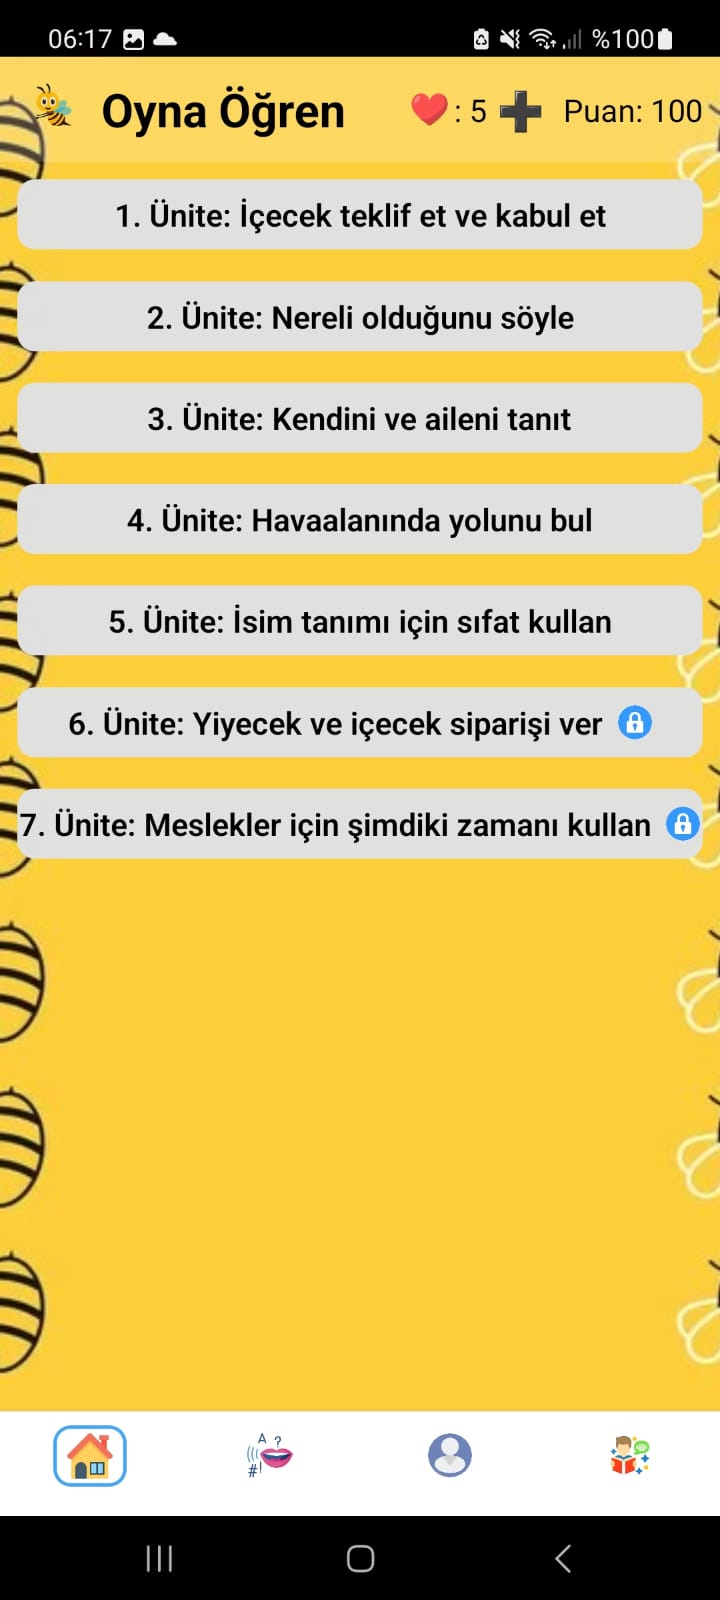 06:17 %100
Oyna Öğren : 5 Puan: 100
1. Ünite: İçecek teklif et ve kabul et
2. Ünite: Nereli olduğunu söyle
3. Ünite: Kendini ve aileni tanıt
4. Ünite: Havaalanında yolunu bul
5. Ünite: İsim tanımı için sıfat kullan
6. Ünite: Yiyecek ve içecek siparişi ver
7. Ünite: Meslekler için şimdiki zamanı kullan
A ?
#!